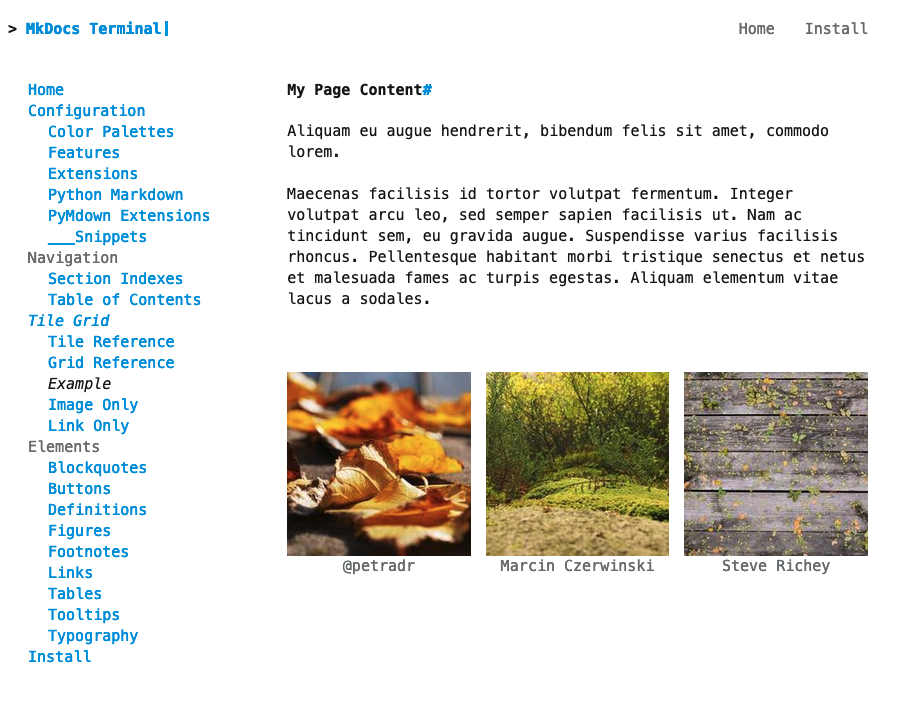 > MkDocs Terminal
Home Install
Home
Configuration
Color Palettes
Features
Extensions
Python Markdown
PyMdown Extensions
___Snippets
Navigation
Section Indexes
Table of Contents
Tile Grid
Tile Reference
Grid Reference
Example
Image Only
Link Only
Elements
Blockquotes
Buttons
Definitions
Figures
Footnotes
Links
Tables
Tooltips
Typography
Install
My Page Content#
Aliquam eu augue hendrerit, bibendum felis sit amet, commodo
lorem.
Maecenas facilisis id tortor volutpat fermentum. Integer
volutpat arcu leo, sed semper sapien facilisis ut. Nam ac
tincidunt sem, eu gravida augue. Suspendisse varius facilisis
rhoncus. Pellentesque habitant morbi tristique senectus et netus
et malesuada fames ac turpis egestas. Aliquam elementum vitae
lacus a sodales.
@petradr
Marcin Czerwinski
Steve Richey